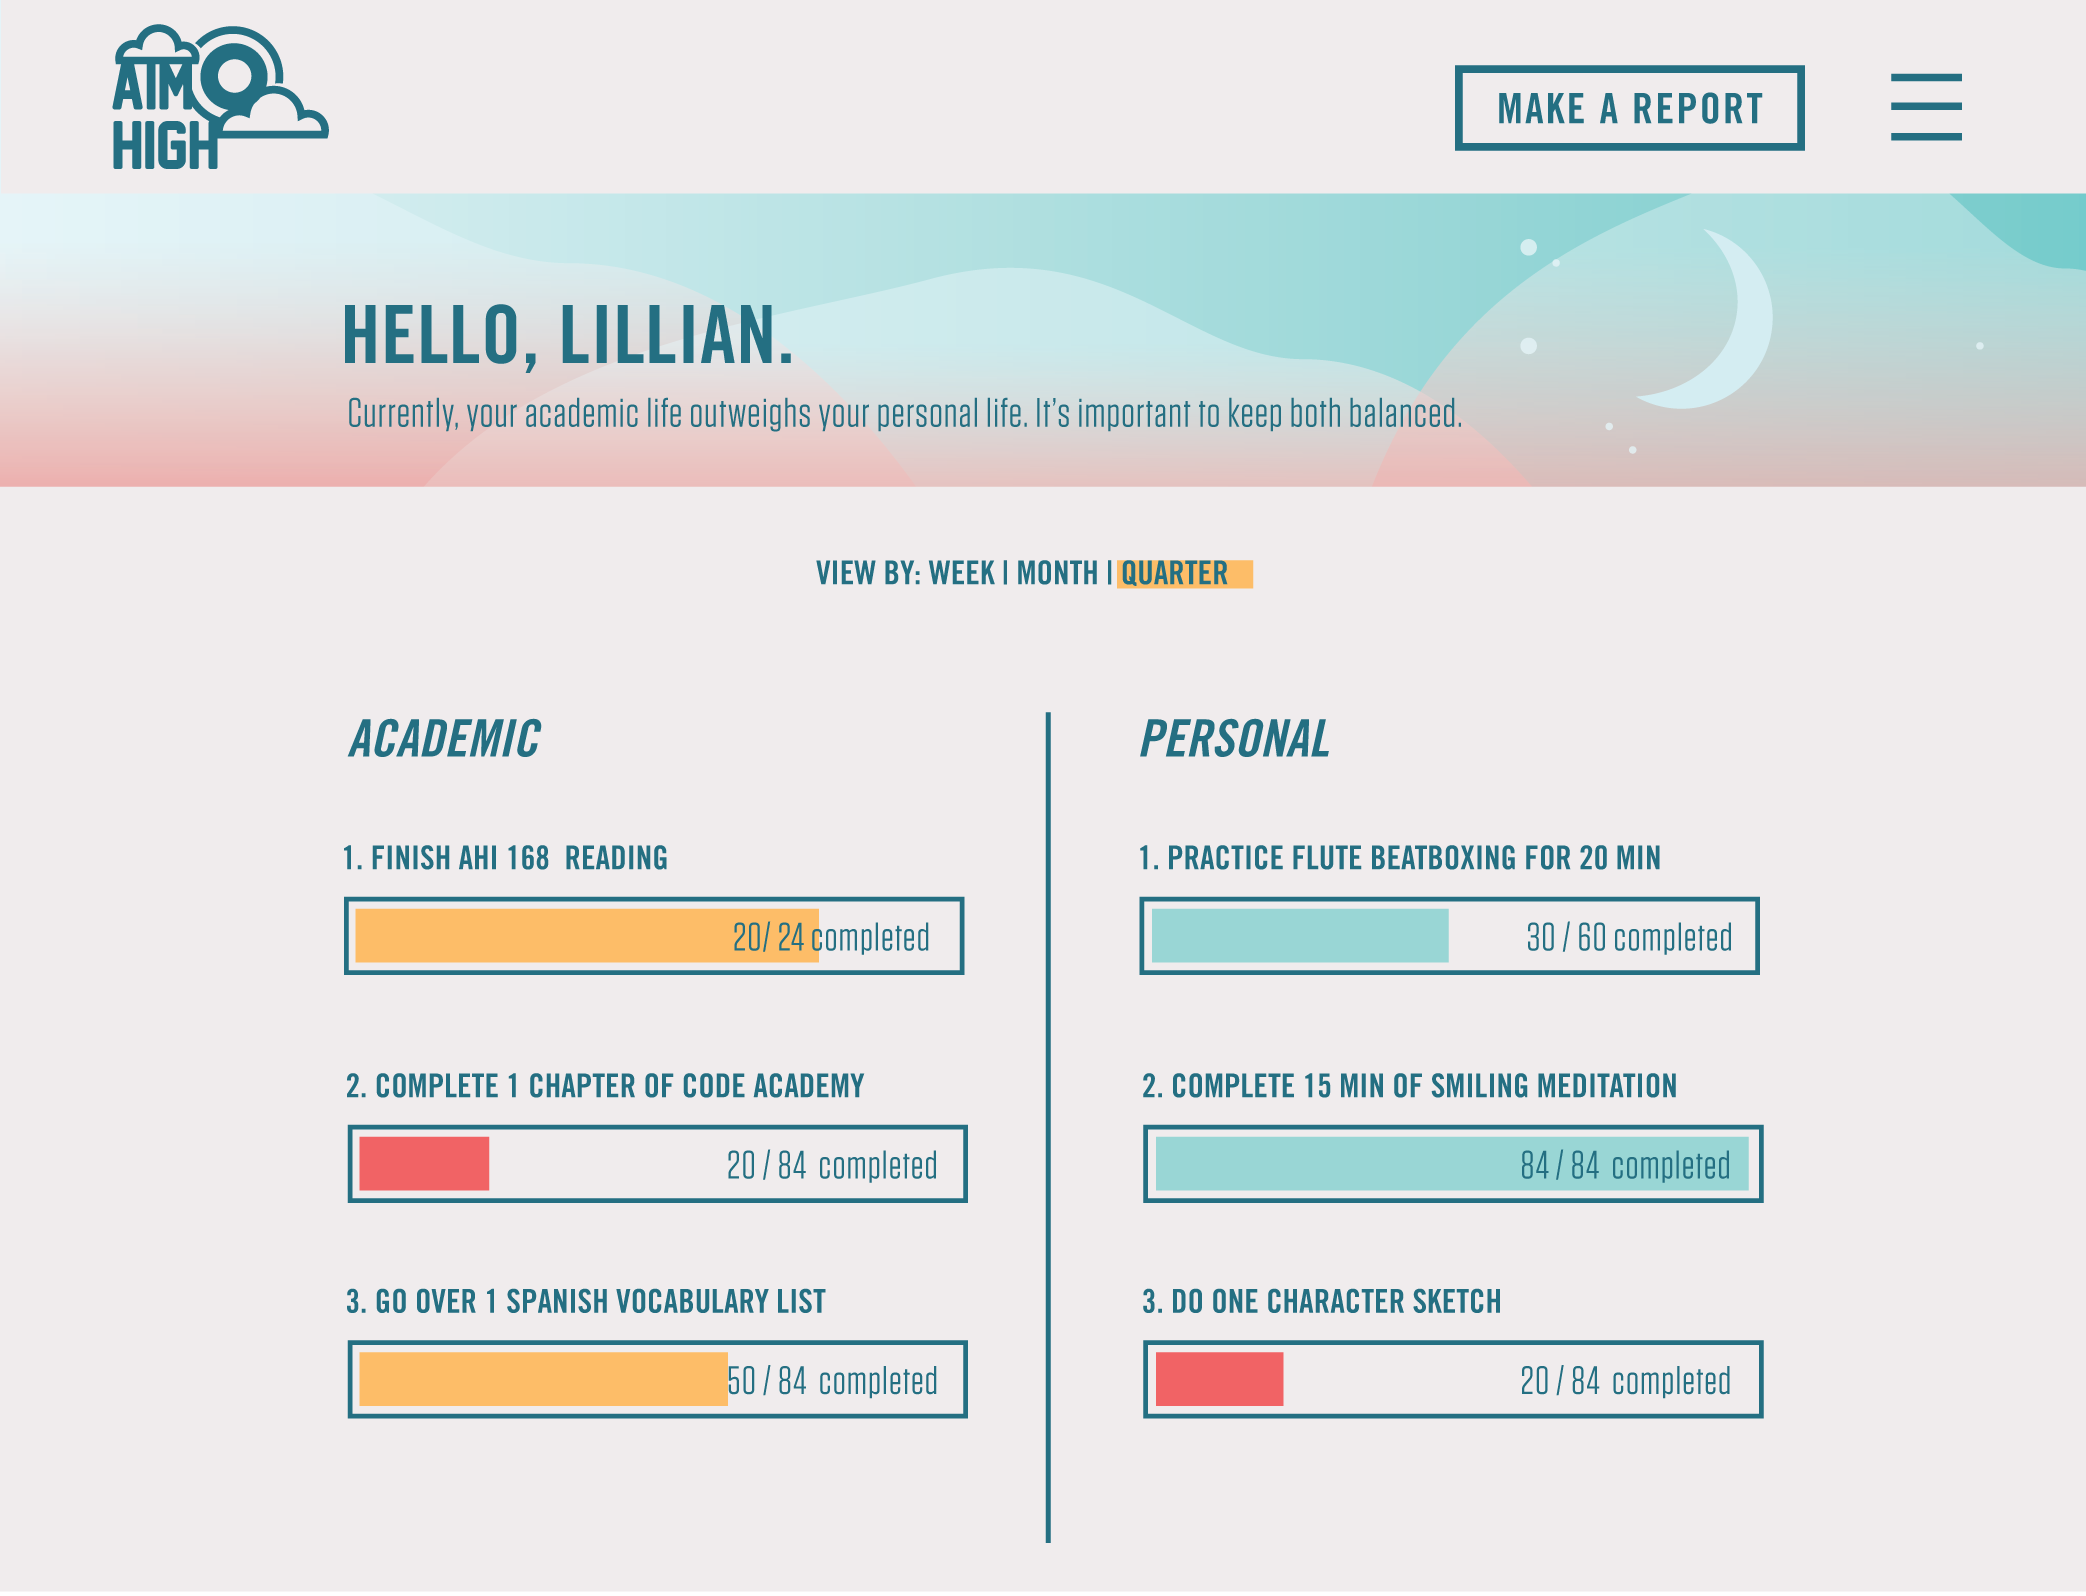 ATMO
HIGH
MAKE A REPORT
HELLO, LILLIAN.
Currently, your academic life outweighs your personal life. It's important to keep both balanced.
VIEW BY: WEEK | MONTH | QUARTER
ACADEMIC
1. FINISH AHI 168 READING
20/ 24 completed
2. COMPLETE 1 CHAPTER OF CODE ACADEMY
20 / 84 completed
3. GO OVER 1 SPANISH VOCABULARY LIST
50 / 84 completed
PERSONAL
1. PRACTICE FLUTE BEATBOXING FOR 20 MIN
30 / 60 completed
2. COMPLETE 15 MIN OF SMILING MEDITATION
84 / 84 completed
3. DO ONE CHARACTER SKETCH
20 / 84 completed